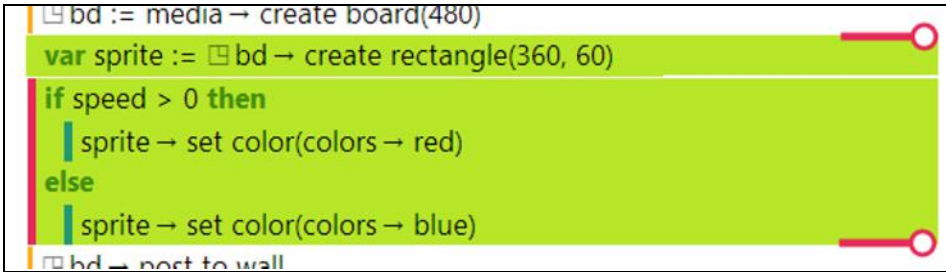 bd := media → create board(480)
var sprite := bd → create rectangle(360, 60)
if speed > 0 then
sprite → set color(colors → red)
else
sprite → set color(colors → blue)
bd → post to wall